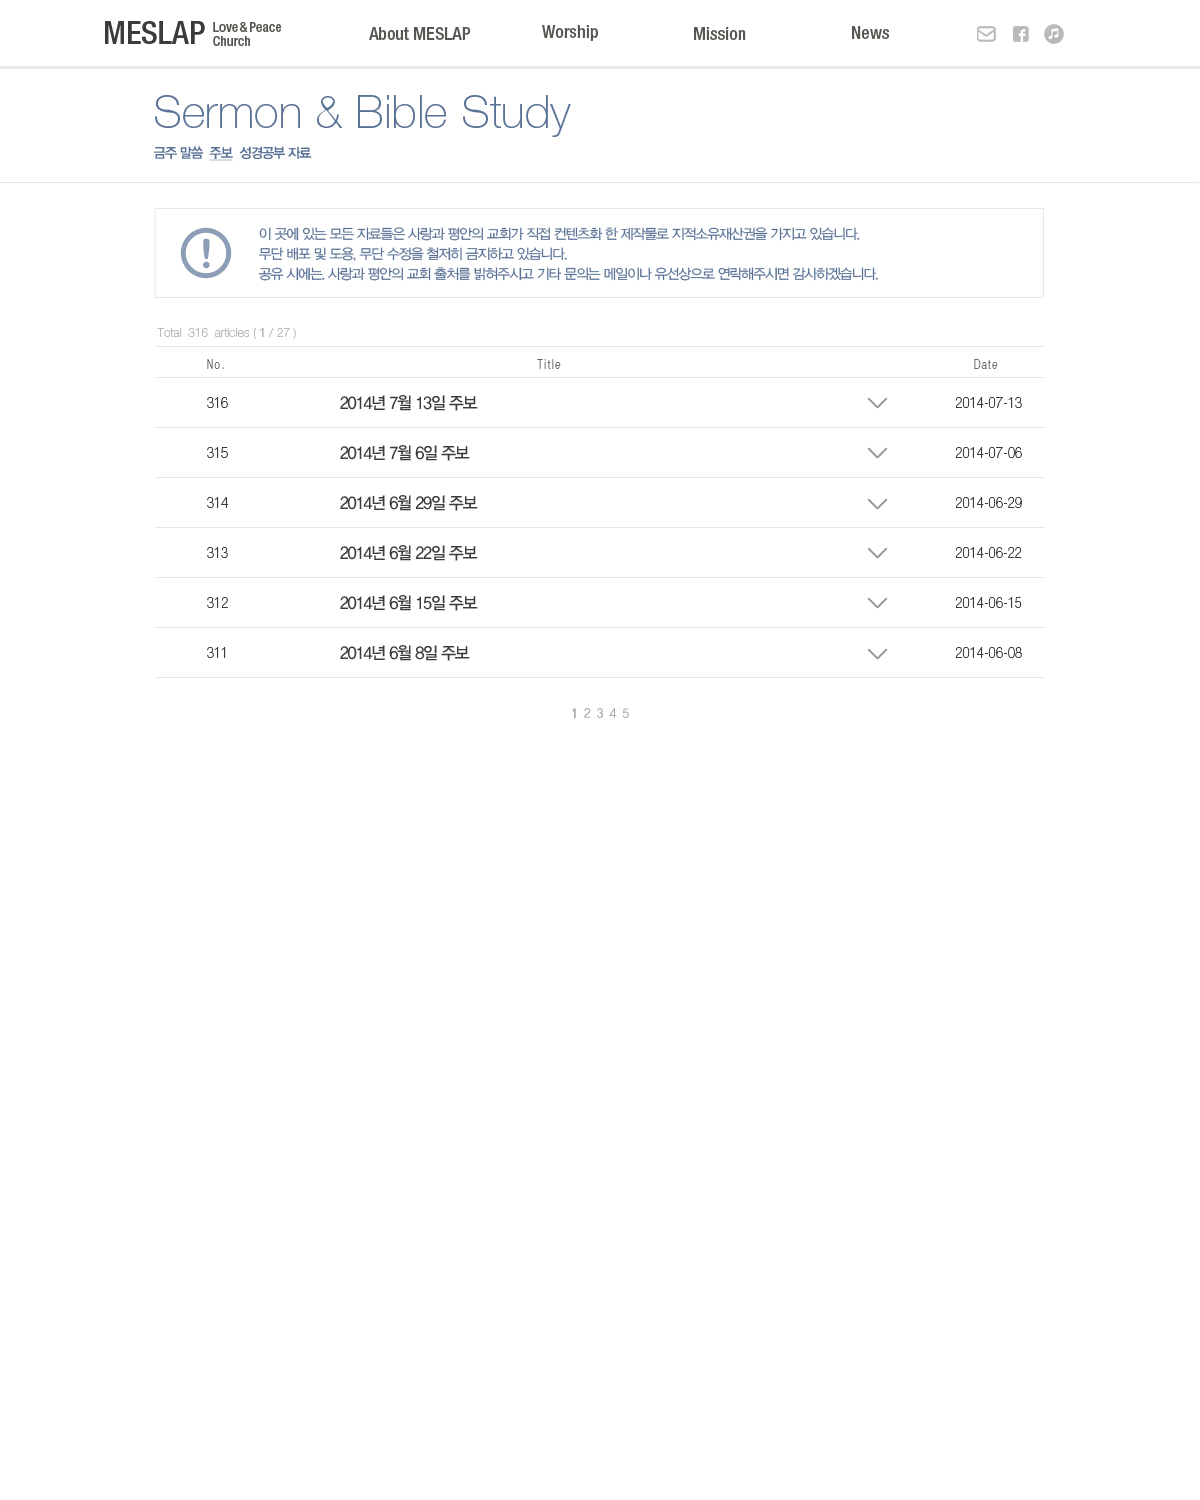 MESLAP Love & Peace Church
About MESLAP Worship Mission News
Sermon & Bible Study
금주 말씀 주보 성경공부 자료
이 곳에 있는 모든 자료들은 사랑과 평안의 교회가 직접 컨텐츠화 한 제작물로 지적소유재산권을 가지고 있습니다.
무단 배포 및 도용, 무단 수정을 철저히 금지하고 있습니다.
공유 시에는, 사랑과 평안의 교회 출처를 밝혀주시고 기타 문의는 메일이나 유선상으로 연락해주시면 감사하겠습니다.
Total 316 articles ( 1 / 27 )
No. Title Date
316 2014년 7월 13일 주보 2014-07-13
315 2014년 7월 6일 주보 2014-07-06
314 2014년 6월 29일 주보 2014-06-29
313 2014년 6월 22일 주보 2014-06-22
312 2014년 6월 15일 주보 2014-06-15
311 2014년 6월 8일 주보 2014-06-08
1 2 3 4 5